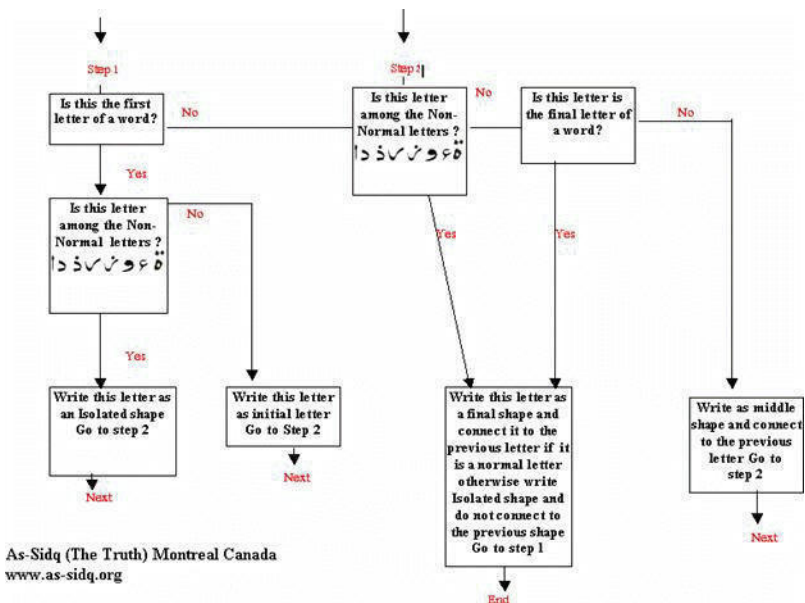 Step 1
Is this the first
letter of a word?
No
Yes
Is this letter
among the Non-
Normal letters ?
ا د ذ ر ز و ء ة
No
Yes
Write this letter as
an Isolated shape
Go to step 2
Next
Write this letter
as initial letter
Go to Step 2
Next
Step 2
Is this letter
among the Non-
Normal letters ?
ا د ذ ر ز و ء ة
No
Yes
Is this letter is
the final letter of
a word?
No
Yes
Write this letter as
a final shape and
connect it to the
previous letter if it
is a normal letter
otherwise write
Isolated shape and
do not connect to
the previous shape
Go to step 1
End
Write as middle
shape and connect
to the previous
letter Go to
step 2
Next
As-Sidq (The Truth) Montreal Canada
www.as-sidq.org